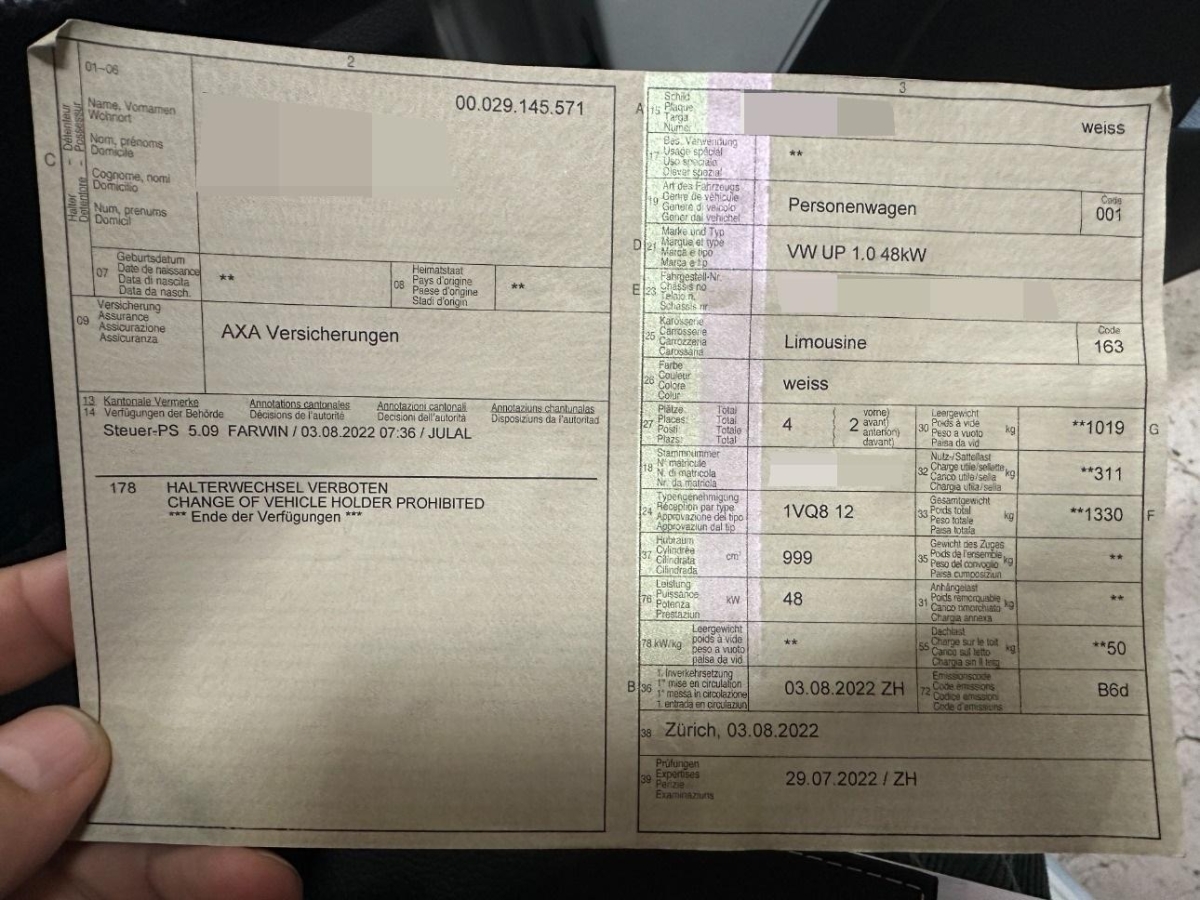 2
01-06
00.029.145.571
C
Halter - Détenteur
Detentore - Possessur
Name, Vornamen
Wohnort
Nom, prénoms
Domicile
Cognome, nomi
Domicilio
Num, prenums
Domicil
07
Geburtsdatum
Date de naissance
Data di nascita
Data da nasch.
**
08
Heimatstaat
Pays d'origine
Paese d'origine
Stadi d'origin
**
09
Versicherung
Assurance
Assicurazione
Assicuranza
AXA Versicherungen
13 Kantonale Vermerke Annotations cantonales Annotazioni cantonali Annotaziuns chantunalas
14 Verfügungen der Behörde Décisions de l'autorité Decisioni dell'autorità Disposiziuns da l'autoritad
Steuer-PS 5.09 FARWIN / 03.08.2022 07:36 / JULAL
178 HALTERWECHSEL VERBOTEN
CHANGE OF VEHICLE HOLDER PROHIBITED
*** Ende der Verfügungen ***
3
A 15
Schild
Plaque
Targa
Numer
weiss
17
Bes. Verwendung
Usage spécial
Uso speciale
Diever spezial
**
19
Art des Fahrzeugs
Genre de véhicule
Genere di veicolo
Gener dal vehichel
Personenwagen
Code
001
D 21
Marke und Typ
Marque et type
Marca e tipo
Marca e tip
VW UP 1.0 48kW
E 23
Fahrgestell-Nr.
Châssis no
Telaio n.
Schassis nr
25
Karosserie
Carrosserie
Carrozzeria
Carossaria
Limousine
Code
163
26
Farbe
Couleur
Colore
Colur
weiss
27
Plätze: Total
Places: Total
Posti: Totale
Plazs: Total
4
2
vorne)
avant)
anteriori)
davant)
30
Leergewicht
Poids à vide
Peso a vuoto
Paisa da vid
kg
**1019
G
18
Stammnummer
N° matricule
N. di matricola
Nr. da matricla
32
Nutz-/Sattellast
Charge utile/sellette
Carico utile/sella
Chargia utila/sella
kg
**311
24
Typengenehmigung
Réception par type
Approvazione del tipo
Approvaziun dal tip
1VQ8 12
33
Gesamtgewicht
Poids total
Peso totale
Paisa totala
kg
**1330
F
37
Hubraum
Cylindrée
Cilindrata
Cilindrada
cm³
999
35
Gewicht des Zuges
Poids de l'ensemble
Peso del convoglio
Paisa cumposiziun
kg
**
76
Leistung
Puissance
Potenza
Prestaziun
kW
48
31
Anhängelast
Poids remorquable
Carico rimorchiato
Chargia annexa
kg
**
78 kW/kg
Leergewicht
poids à vide
peso a vuoto
paisa da vid
**
55
Dachlast
Charge sur le toit
Carico sul tetto
Chargia sin il tetg
kg
**50
B 36
1. Inverkehrsetzung
1re mise en circulation
1a messa in circolazione
1. entrada en circulaziun
03.08.2022 ZH
72
Emissionscode
Code émissions
Codice emissioni
Code d'emissiuns
B6d
38 Zürich, 03.08.2022
39
Prüfungen
Expertises
Perizie
Examinaziuns
29.07.2022 / ZH